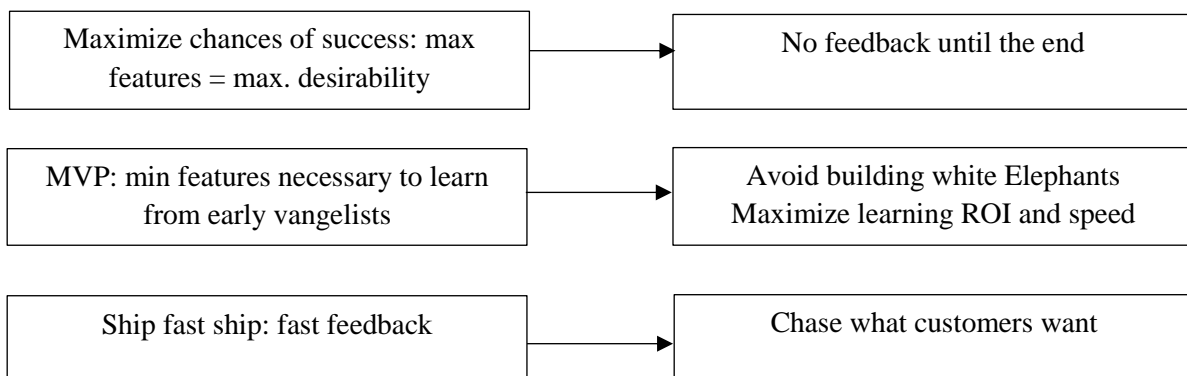 Maximize chances of success: max
features = max. desirability
No feedback until the end
MVP: min features necessary to learn
from early vangelists
Avoid building white Elephants
Maximize learning ROI and speed
Ship fast ship: fast feedback
Chase what customers want